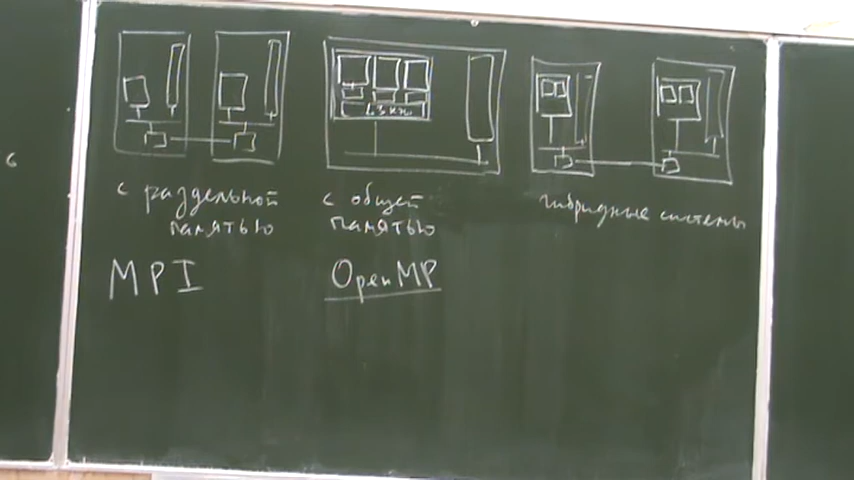 с раздельной
памятью
с общей
памятью
гибридные системы
MPI
OpenMP